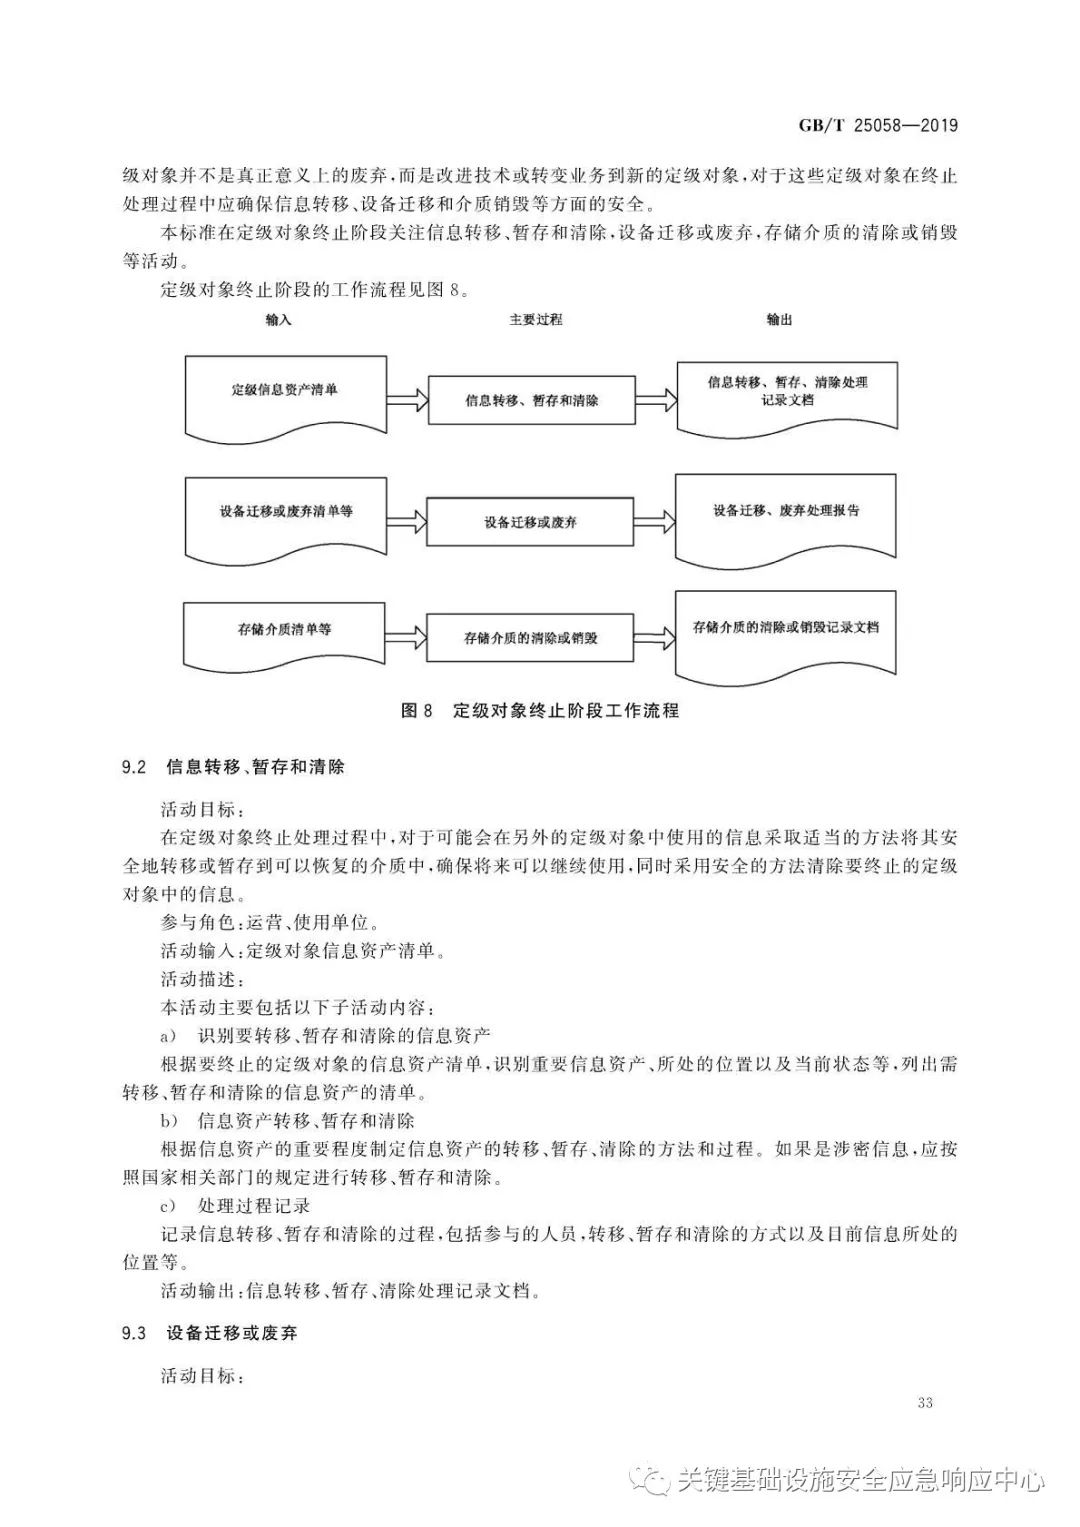 GB/T 25058—2019
级对象并不是真正意义上的废弃,而是改进技术或转变业务到新的定级对象,对于这些定级对象在终止
处理过程中应确保信息转移、设备迁移和介质销毁等方面的安全。
本标准在定级对象终止阶段关注信息转移、暂存和清除,设备迁移或废弃,存储介质的清除或销毁
等活动。
定级对象终止阶段的工作流程见图 8。
输入 主要过程 输出
定级信息资产清单
信息转移、暂存和清除
信息转移、暂存、清除处理
记录文档
设备迁移或废弃清单等
设备迁移或废弃
设备迁移、废弃处理报告
存储介质清单等
存储介质的清除或销毁
存储介质的清除或销毁记录文档
图 8 定级对象终止阶段工作流程
9.2 信息转移、暂存和清除
活动目标:
在定级对象终止处理过程中,对于可能会在另外的定级对象中使用的信息采取适当的方法将其安
全地转移或暂存到可以恢复的介质中,确保将来可以继续使用,同时采用安全的方法清除要终止的定级
对象中的信息。
参与角色:运营、使用单位。
活动输入:定级对象信息资产清单。
活动描述:
本活动主要包括以下子活动内容:
a) 识别要转移、暂存和清除的信息资产
根据要终止的定级对象的信息资产清单,识别重要信息资产、所处的位置以及当前状态等,列出需
转移、暂存和清除的信息资产的清单。
b) 信息资产转移、暂存和清除
根据信息资产的重要程度制定信息资产的转移、暂存、清除的方法和过程。如果是涉密信息,应按
照国家相关部门的规定进行转移、暂存和清除。
c) 处理过程记录
记录信息转移、暂存和清除的过程,包括参与的人员,转移、暂存和清除的方式以及目前信息所处的
位置等。
活动输出:信息转移、暂存、清除处理记录文档。
9.3 设备迁移或废弃
活动目标:
33
关键基础设施安全应急响应中心